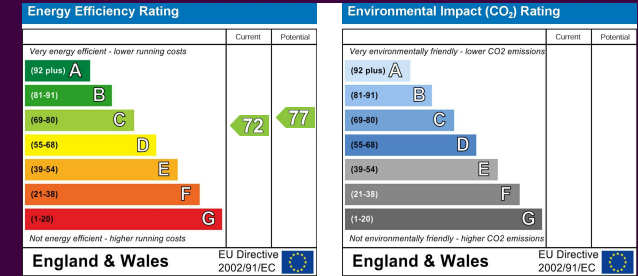 Energy Efficiency Rating
Current Potential
Very energy efficient - lower running costs
(92 plus) A
(81-91) B
(69-80) C
72 77
(55-68) D
(39-54) E
(21-38) F
(1-20) G
Not energy efficient - higher running costs
England & Wales
EU Directive
2002/91/EC
Environmental Impact (CO₂) Rating
Current Potential
Very environmentally friendly - lower CO2 emissions
(92 plus) A
(81-91) B
(69-80) C
(55-68) D
(39-54) E
(21-38) F
(1-20) G
Not environmentally friendly - higher CO2 emissions
England & Wales
EU Directive
2002/91/EC